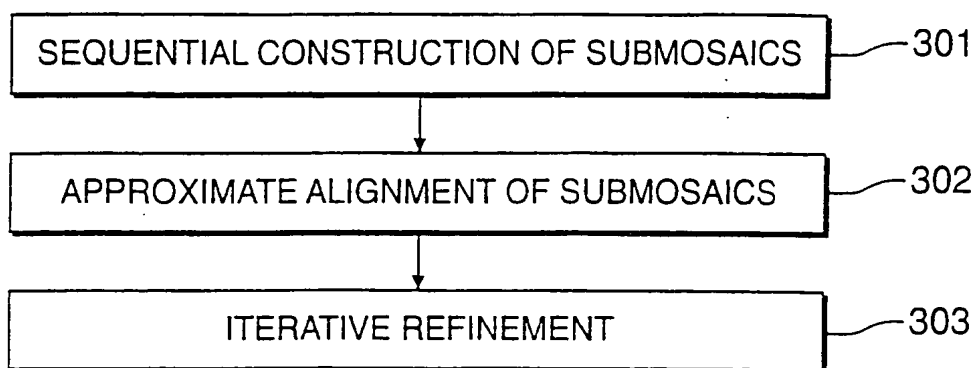 SEQUENTIAL CONSTRUCTION OF SUBMOSAICS 301
APPROXIMATE ALIGNMENT OF SUBMOSAICS 302
ITERATIVE REFINEMENT 303